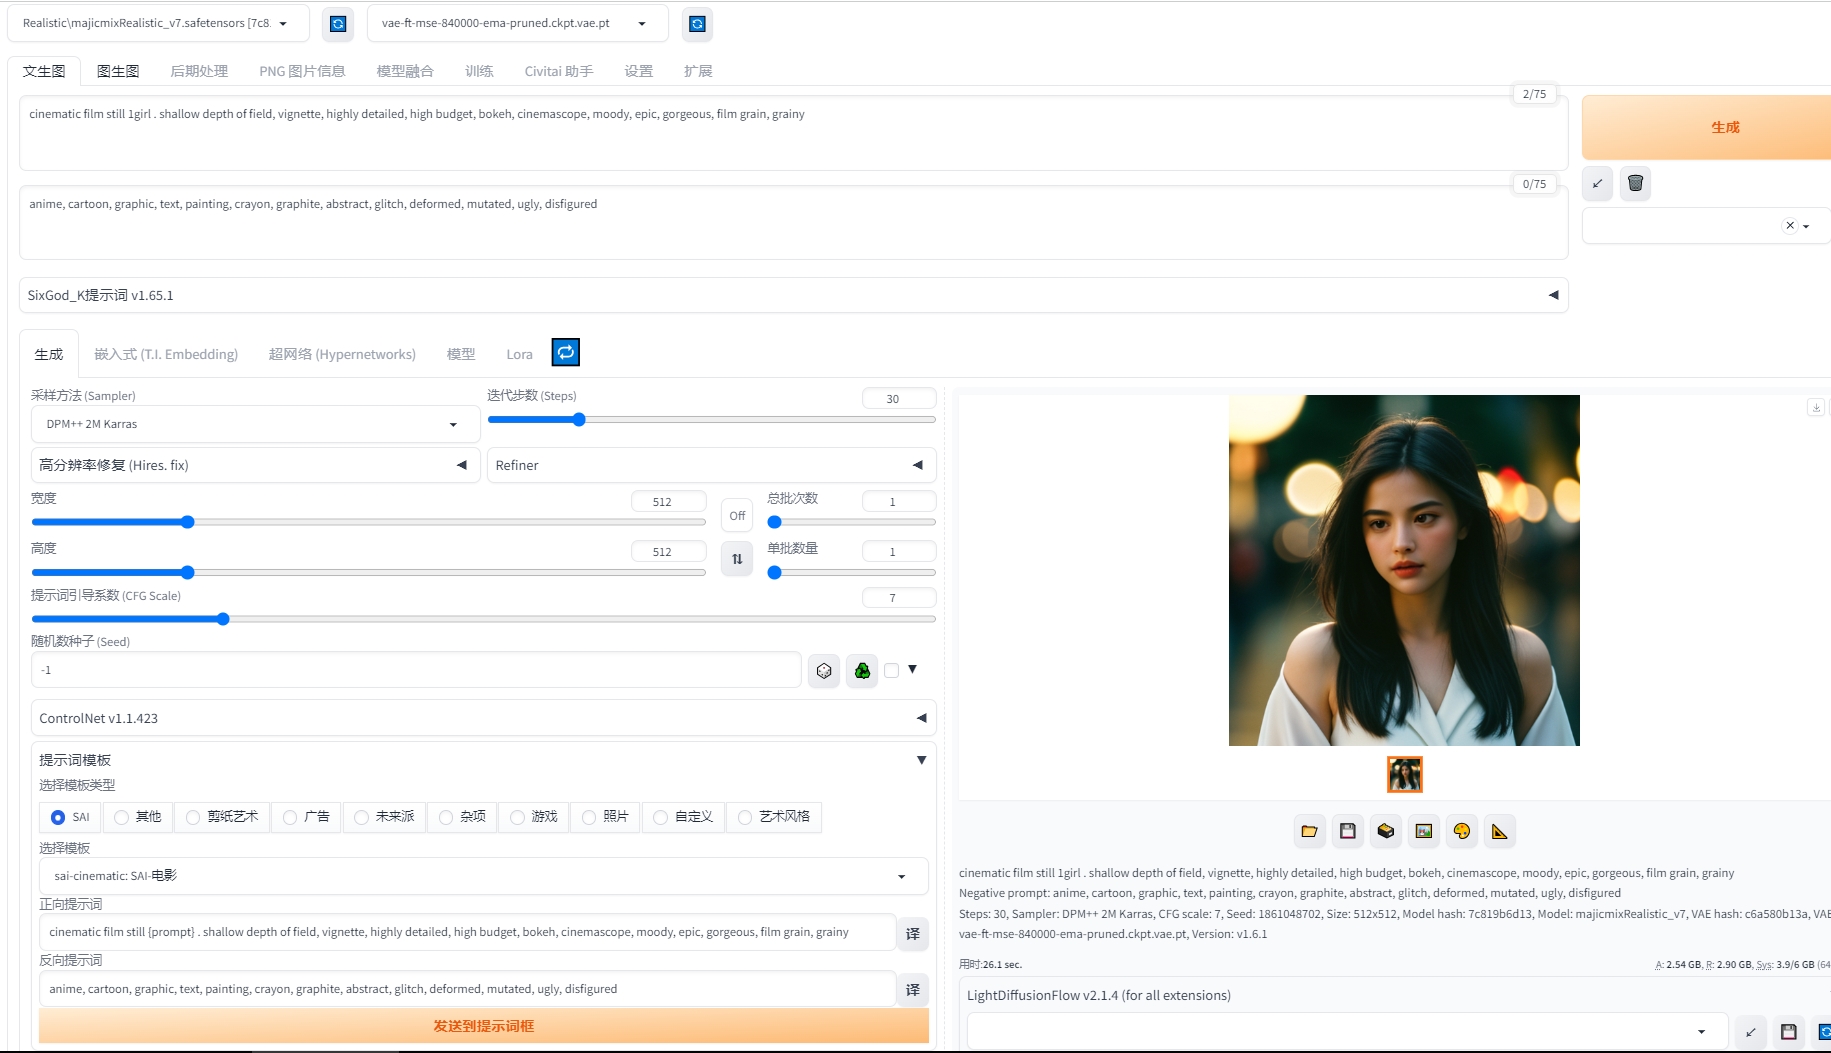 Realistic\majicmixRealistic_v7.safetensors [7c8
vae-ft-mse-840000-ema-pruned.ckpt.vae.pt
文生图 图生图 后期处理 PNG 图片信息 模型融合 训练 Civitai 助手 设置 扩展
2/75
cinematic film still 1girl . shallow depth of field, vignette, highly detailed, high budget, bokeh, cinemascope, moody, epic, gorgeous, film grain, grainy
生成
0/75
anime, cartoon, graphic, text, painting, crayon, graphite, abstract, glitch, deformed, mutated, ugly, disfigured
SixGod_K提示词 v1.65.1
生成 嵌入式 (T.I. Embedding) 超网络 (Hypernetworks) 模型 Lora
采样方法 (Sampler)
DPM++ 2M Karras
迭代步数 (Steps)
30
高分辨率修复 (Hires. fix)
Refiner
宽度
512
Off
总批次数
1
高度
512
单批数量
1
提示词引导系数 (CFG Scale)
7
随机数种子 (Seed)
-1
ControlNet v1.1.423
提示词模板
选择模板类型
SAI 其他 剪纸艺术 广告 未来派 杂项 游戏 照片 自定义 艺术风格
选择模板
sai-cinematic: SAI-电影
正向提示词
cinematic film still {prompt} . shallow depth of field, vignette, highly detailed, high budget, bokeh, cinemascope, moody, epic, gorgeous, film grain, grainy
译
反向提示词
anime, cartoon, graphic, text, painting, crayon, graphite, abstract, glitch, deformed, mutated, ugly, disfigured
译
发送到提示词框
cinematic film still 1girl . shallow depth of field, vignette, highly detailed, high budget, bokeh, cinemascope, moody, epic, gorgeous, film grain, grainy
Negative prompt: anime, cartoon, graphic, text, painting, crayon, graphite, abstract, glitch, deformed, mutated, ugly, disfigured
Steps: 30, Sampler: DPM++ 2M Karras, CFG scale: 7, Seed: 1861048702, Size: 512x512, Model hash: 7c819b6d13, Model: majicmixRealistic_v7, VAE hash: c6a580b13a, VAE
vae-ft-mse-840000-ema-pruned.ckpt.vae.pt, Version: v1.6.1
用时:26.1 sec.
A: 2.54 GB, R: 2.90 GB, Sys: 3.9/6 GB (64
LightDiffusionFlow v2.1.4 (for all extensions)